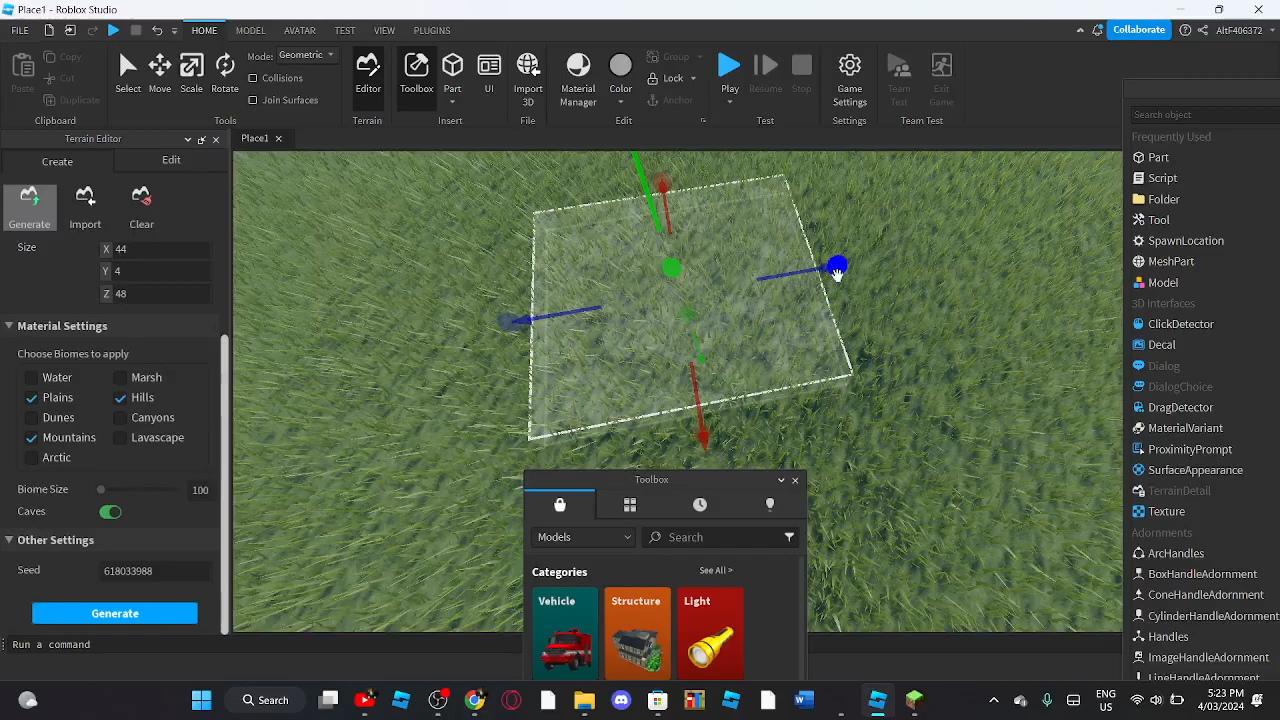 Place1 - Roblox Studio
FILE HOME MODEL AVATAR TEST VIEW PLUGINS Collaborate AEF406372
Paste Copy Cut Duplicate Clipboard
Select Move Scale Rotate Tools
Mode: Geometric
Collisions
Join Surfaces
Editor Terrain
Toolbox Part UI Insert
Import 3D File
Material Manager Color Group Lock Anchor Edit
Play Resume Stop Test
Game Settings Settings
Team Test Exit Game Team Test
Terrain Editor
Place1
Create Edit
Generate Import Clear
Size X 44
Y 4
Z 48
Material Settings
Choose Biomes to apply
Water Marsh
Plains Hills
Dunes Canyons
Mountains Lavascape
Arctic
Biome Size 100
Caves
Other Settings
Seed 618033988
Generate
Run a command
Toolbox
Models Search
Categories See All >
Vehicle Structure Light
Search object
Frequently Used
Part
Script
Folder
Tool
SpawnLocation
MeshPart
Model
3D Interfaces
ClickDetector
Decal
Dialog
DialogChoice
DragDetector
MaterialVariant
ProximityPrompt
SurfaceAppearance
TerrainDetail
Texture
Adornments
ArcHandles
BoxHandleAdornment
ConeHandleAdornment
CylinderHandleAdornment
Handles
ImageHandleAdornment
LineHandleAdornment
Search
ENG
US
5:23 PM
4/03/2024